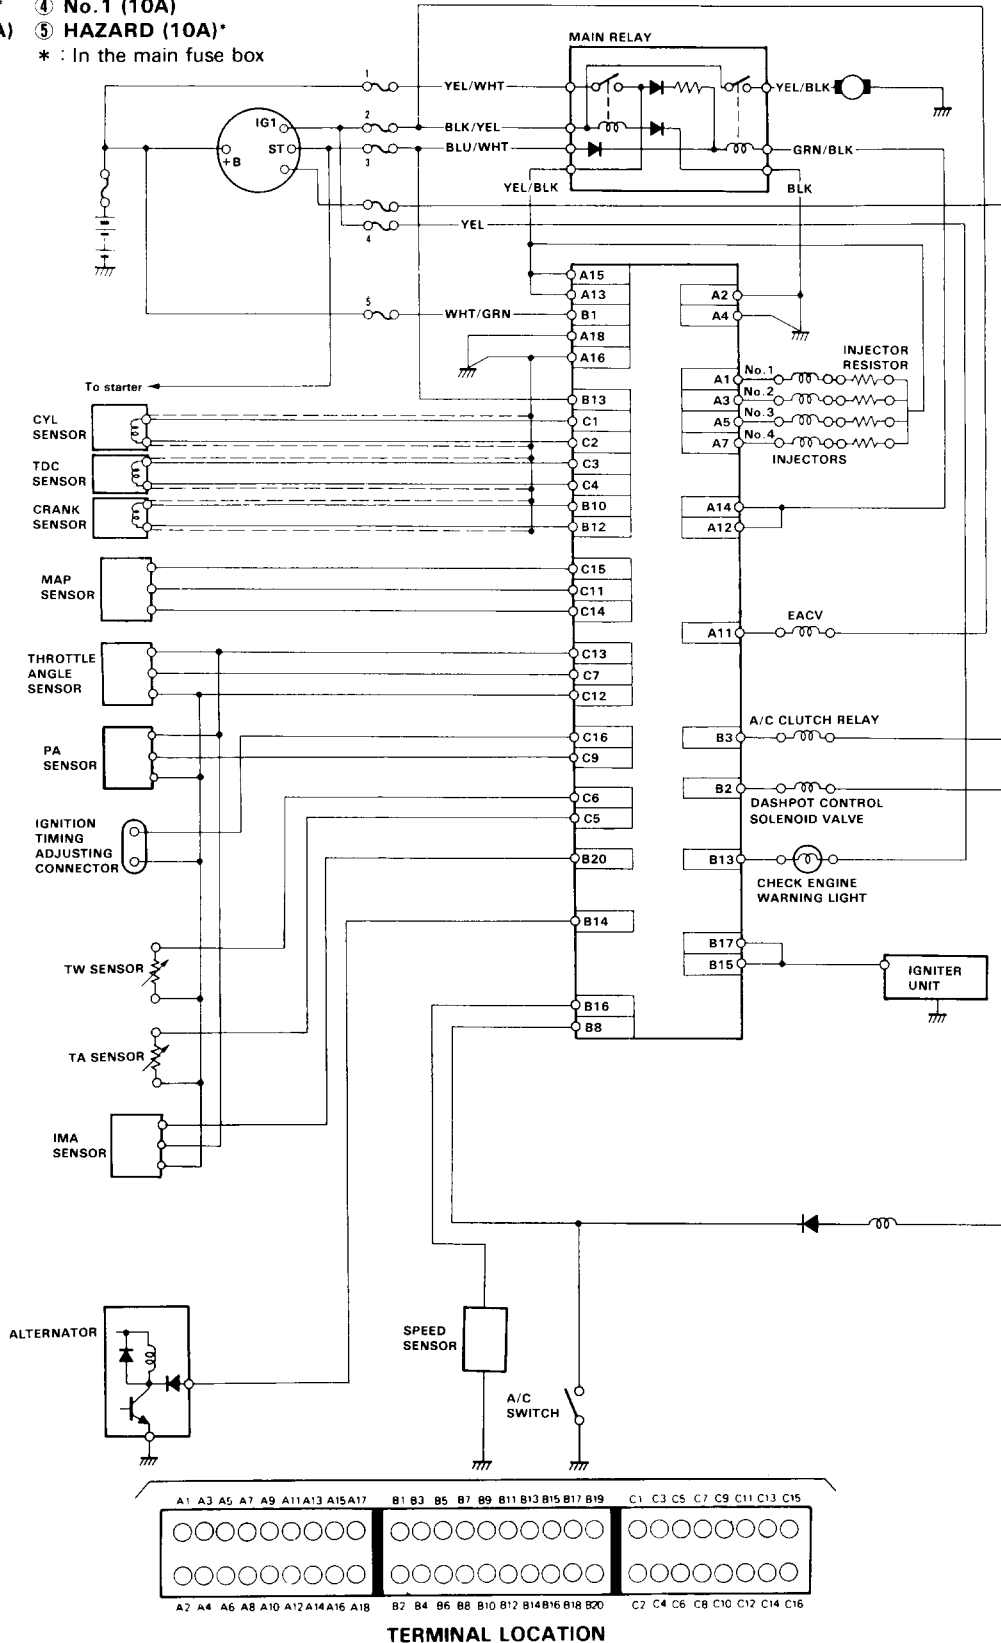 ④ No.1 (10A)
A) ⑤ HAZARD (10A)*
* : In the main fuse box
MAIN RELAY
1
YEL/WHT
YEL/BLK
IG1
2
BLK/YEL
ST
3
BLU/WHT
GRN/BLK
+B
YEL/BLK
BLK
4
YEL
A15
A13
A2
5
WHT/GRN
B1
A4
A18
A16
INJECTOR
RESISTOR
To starter
No.1
A1
B13
No.2
A3
CYL
SENSOR
C1
No.3
A5
C2
No.4
A7
INJECTORS
TDC
SENSOR
C3
C4
CRANK
SENSOR
B10
A14
B12
A12
MAP
SENSOR
C15
C11
C14
EACV
A11
THROTTLE
ANGLE
SENSOR
C13
C7
C12
A/C CLUTCH RELAY
PA
SENSOR
C16
B3
C9
C6
B2
DASHPOT CONTROL
SOLENOID VALVE
IGNITION
TIMING
ADJUSTING
CONNECTOR
C5
B20
B13
CHECK ENGINE
WARNING LIGHT
B14
B17
TW SENSOR
B15
IGNITER
UNIT
B16
B8
TA SENSOR
IMA
SENSOR
ALTERNATOR
SPEED
SENSOR
A/C
SWITCH
A1 A3 A5 A7 A9 A11 A13 A15 A17 B1 B3 B5 B7 B9 B11 B13 B15 B17 B19 C1 C3 C5 C7 C9 C11 C13 C15
A2 A4 A6 A8 A10 A12 A14 A16 A18 B2 B4 B6 B8 B10 B12 B14 B16 B18 B20 C2 C4 C6 C8 C10 C12 C14 C16
TERMINAL LOCATION